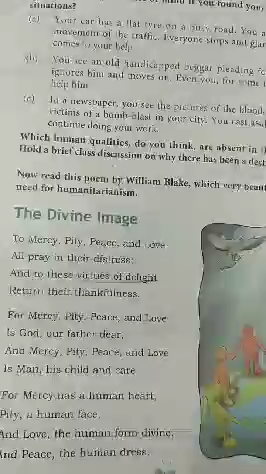 situations?
(a) Your car has a flat tyre on a busy road. You a
movement of the traffic. Everyone stops and glan
comes to your help
(b) You see an old handicapped beggar pleading fo
ignores him and moves on. Even you, for some
help him
(c) In a newspaper, you see the pictures of the blood
victims of a bomb-blast in your city. You cast as
continue doing your work.
Which human qualities, do you think, are absent in
Hold a brief class discussion on why there has been a decl
Now read this poem by William Blake, which very beaut
need for humanitarianism.
The Divine Image
To Mercy, Pity, Peace, and Love
All pray in their distress;
And to these virtues of delight
Return their thankfulness.
For Mercy, Pity, Peace, and Love
Is God, our father dear,
And Mercy, Pity, Peace, and Love
Is Man, his child and care
For Mercy has a human heart,
Pity, a human face,
And Love, the human form divine,
And Peace, the human dress.